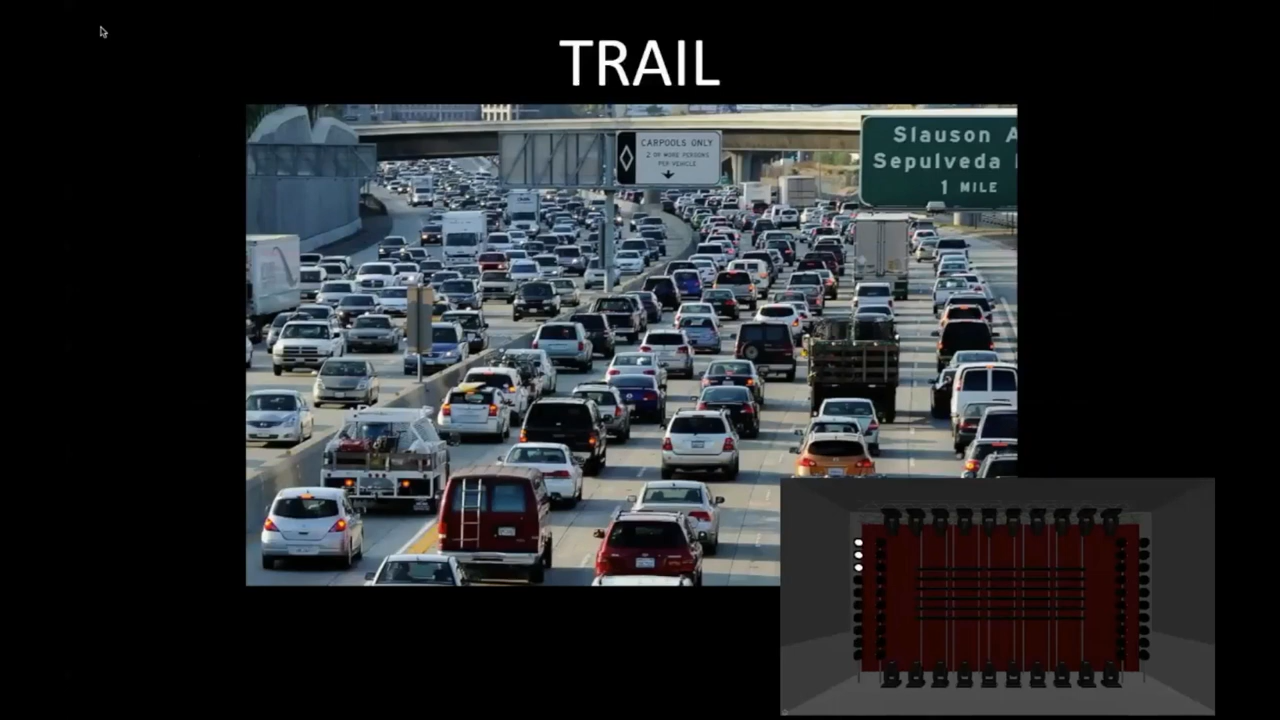 TRAIL
CARPOOLS ONLY
2 OR MORE PERSONS
PER VEHICLE
Slauson A
Sepulveda
1 MILE